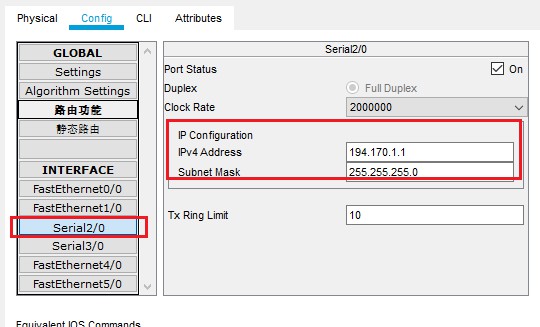 Physical Config CLI Attributes
GLOBAL
Settings
Algorithm Settings
路由功能
静态路由
INTERFACE
FastEthernet0/0
FastEthernet1/0
Serial2/0
Serial3/0
FastEthernet4/0
FastEthernet5/0
Serial2/0
Port Status On
Duplex Full Duplex
Clock Rate 2000000
IP Configuration
IPv4 Address 194.170.1.1
Subnet Mask 255.255.255.0
Tx Ring Limit 10
Equivalent IOS Commands